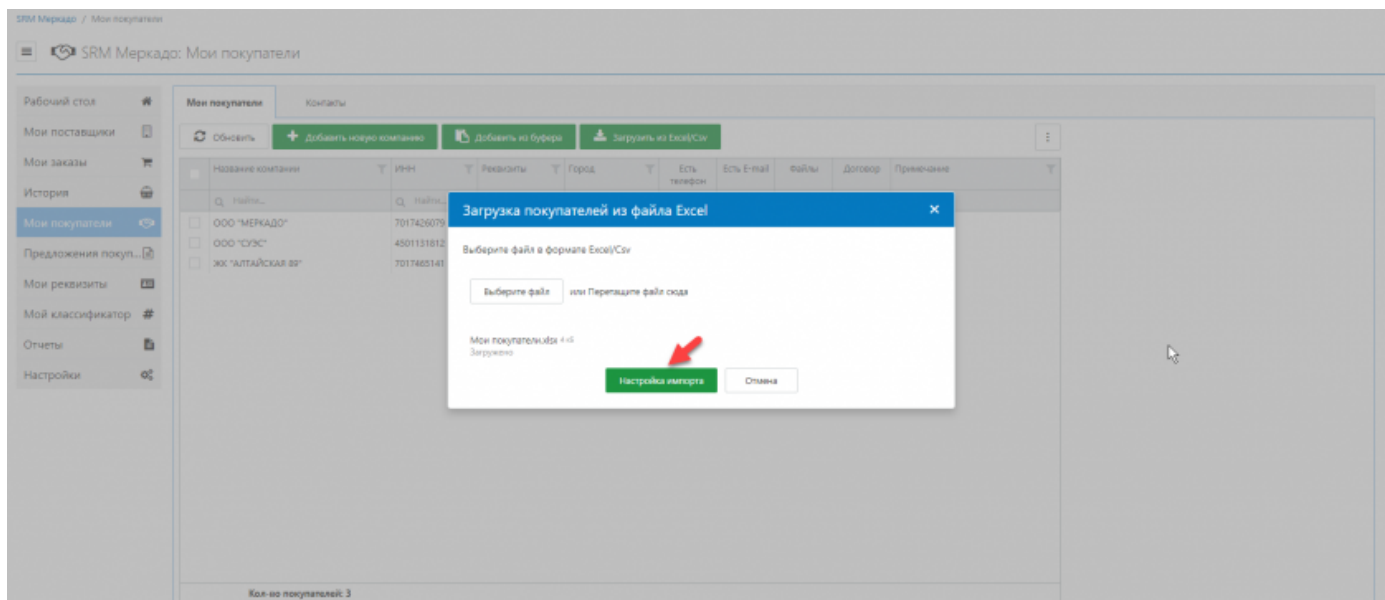 SRM Меркадо / Мои покупатели
SRM Меркадо: Мои покупатели
Рабочий стол
Мои поставщики
Мои заказы
История
Мои покупатели
Предложения покуп...
Мои реквизиты
Мой классификатор
Отчеты
Настройки
Мои покупатели Контакты
Обновить Добавить новую компанию Добавить из буфера Загрузить из Excel/Csv
Название компании ИНН Реквизиты Город Есть телефон Есть E-mail Файлы Договор Примечание
Найти... Найти...
ООО "МЕРКАДО" 7017426079
ООО "СУЭС" 4501131812
ЖК "АЛТАЙСКАЯ 89" 7017465141
Загрузка покупателей из файла Excel
Выберите файл в формате Excel/Csv
Выберите файл или Перетащите файл сюда
Мои покупатели.xlsx
Загружено
Настройка импорта Отмена
Кол-во покупателей: 3